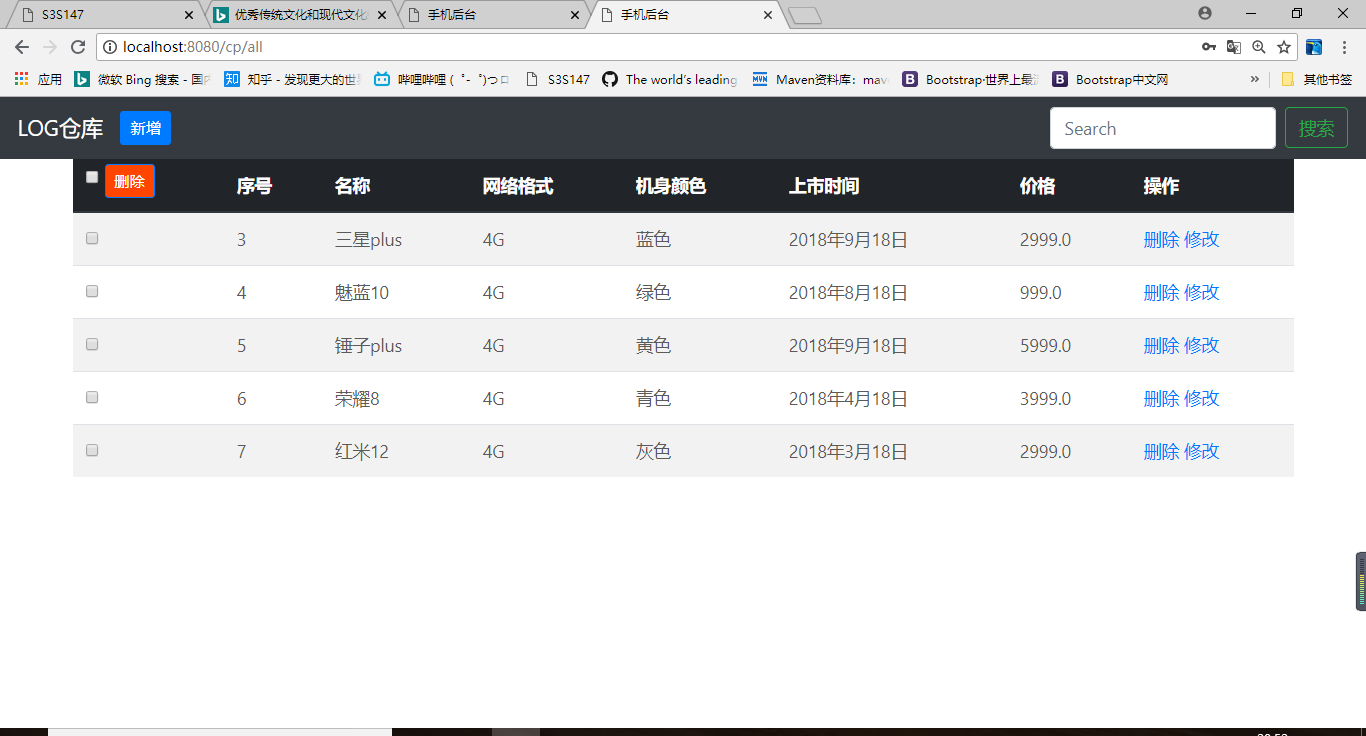 S3S147
优秀传统文化和现代文化
手机后台
手机后台
localhost:8080/cp/all
应用
微软 Bing 搜索 - 国内
知乎 - 发现更大的世
哔哩哔哩 ( ゜- ゜)つロ
S3S147
The world's leading
Maven资料库：mav
Bootstrap·世界上最流
Bootstrap中文网
»
其他书签
LOG仓库 新增 Search 搜索
删除 序号 名称 网络格式 机身颜色 上市时间 价格 操作
3 三星plus 4G 蓝色 2018年9月18日 2999.0 删除 修改
4 魅蓝10 4G 绿色 2018年8月18日 999.0 删除 修改
5 锤子plus 4G 黄色 2018年9月18日 5999.0 删除 修改
6 荣耀8 4G 青色 2018年4月18日 3999.0 删除 修改
7 红米12 4G 灰色 2018年3月18日 2999.0 删除 修改